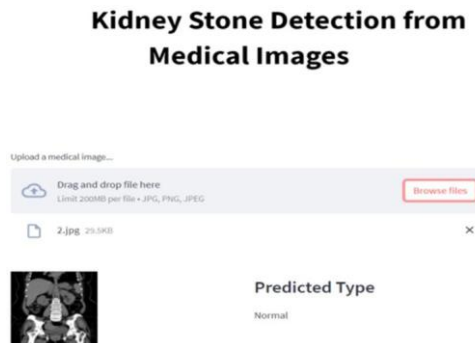 Kidney Stone Detection from
Medical Images
Upload a medical image...
Drag and drop file here
Limit 200MB per file • JPG, PNG, JPEG
Browse files
2.jpg 29.5KB
×
Predicted Type
Normal